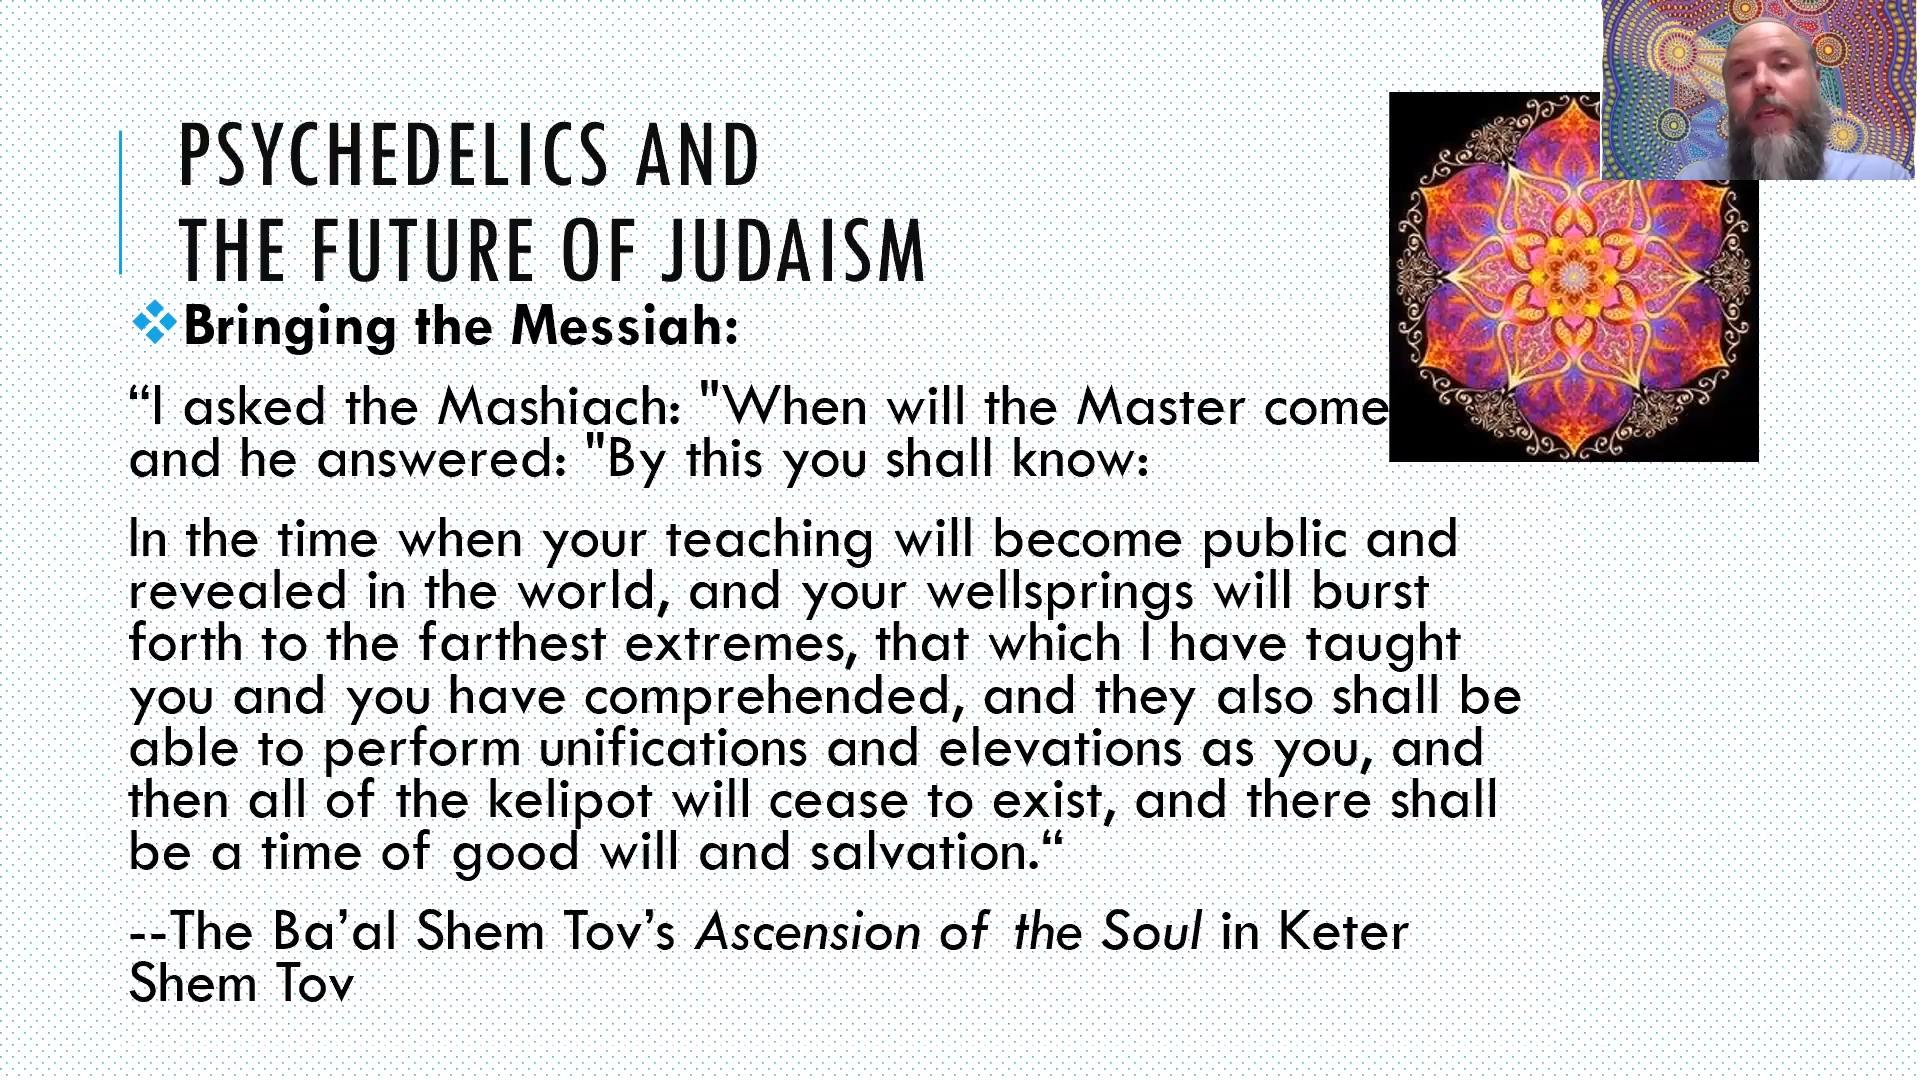 PSYCHEDELICS AND
THE FUTURE OF JUDAISM
❖Bringing the Messiah:
“I asked the Mashiach: "When will the Master come
and he answered: "By this you shall know:
In the time when your teaching will become public and
revealed in the world, and your wellsprings will burst
forth to the farthest extremes, that which I have taught
you and you have comprehended, and they also shall be
able to perform unifications and elevations as you, and
then all of the kelipot will cease to exist, and there shall
be a time of good will and salvation.“
--The Ba’al Shem Tov’s Ascension of the Soul in Keter
Shem Tov